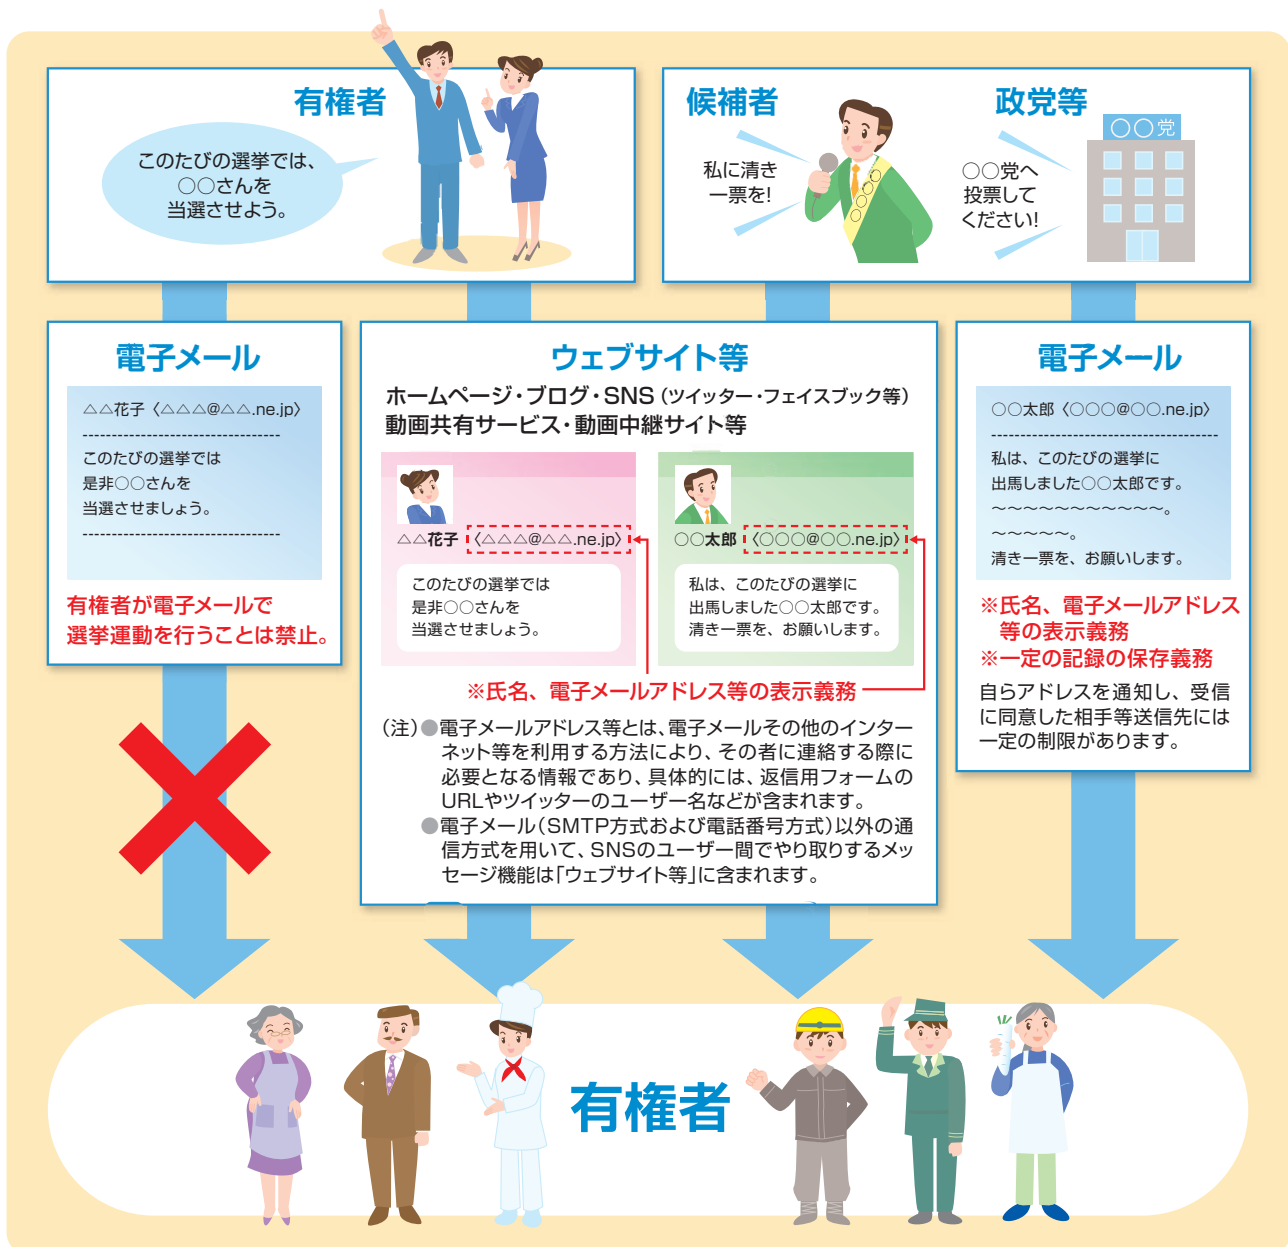 有権者
このたびの選挙では、
○○さんを
当選させよう。
候補者
私に清き
一票を!
政党等
○○党
○○党へ
投票して
ください!
電子メール
△△花子〈△△△@△△.ne.jp〉
----------------------------------
このたびの選挙では
是非○○さんを
当選させましょう。
----------------------------------
有権者が電子メールで
選挙運動を行うことは禁止。
ウェブサイト等
ホームページ・ブログ・SNS（ツイッター・フェイスブック等）
動画共有サービス・動画中継サイト等
△△花子〈△△△@△△.ne.jp〉
このたびの選挙では
是非○○さんを
当選させましょう。
○○太郎〈○○○@○○.ne.jp〉
私は、このたびの選挙に
出馬しました○○太郎です。
清き一票を、お願いします。
※氏名、電子メールアドレス等の表示義務
（注）●電子メールアドレス等とは、電子メールその他のインター
ネット等を利用する方法により、その者に連絡する際に
必要となる情報であり、具体的には、返信用フォームの
URLやツイッターのユーザー名などが含まれます。
●電子メール（SMTP方式および電話番号方式）以外の通
信方式を用いて、SNSのユーザー間でやり取りするメッ
セージ機能は「ウェブサイト等」に含まれます。
電子メール
○○太郎〈○○○@○○.ne.jp〉
---------------------------------------
私は、このたびの選挙に
出馬しました○○太郎です。
〜〜〜〜〜〜〜〜〜〜〜。
〜〜〜〜〜。
清き一票を、お願いします。
※氏名、電子メールアドレス
等の表示義務
※一定の記録の保存義務
自らアドレスを通知し、受信
に同意した相手等送信先には
一定の制限があります。
有権者